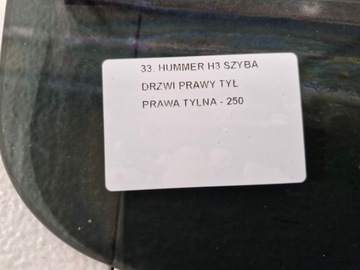 33. HUMMER H3 SZYBA
DRZWI PRAWY TYŁ
PRAWA TYLNA - 250